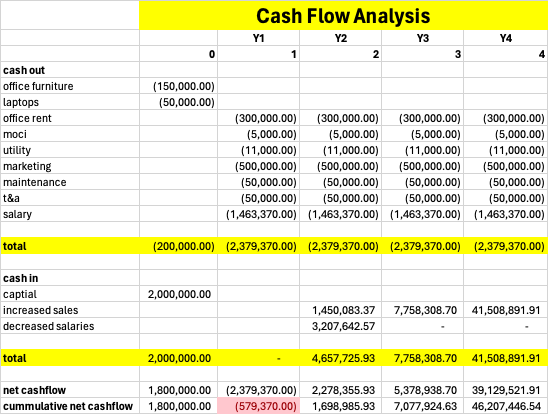 Cash Flow Analysis
Y1 Y2 Y3 Y4
0 1 2 3 4
cash out
office furniture (150,000.00)
laptops (50,000.00)
office rent (300,000.00) (300,000.00) (300,000.00) (300,000.00)
moci (5,000.00) (5,000.00) (5,000.00) (5,000.00)
utility (11,000.00) (11,000.00) (11,000.00) (11,000.00)
marketing (500,000.00) (500,000.00) (500,000.00) (500,000.00)
maintenance (50,000.00) (50,000.00) (50,000.00) (50,000.00)
t&a (50,000.00) (50,000.00) (50,000.00) (50,000.00)
salary (1,463,370.00) (1,463,370.00) (1,463,370.00) (1,463,370.00)
total (200,000.00) (2,379,370.00) (2,379,370.00) (2,379,370.00) (2,379,370.00)
cash in
captial 2,000,000.00
increased sales 1,450,083.37 7,758,308.70 41,508,891.91
decreased salaries 3,207,642.57 - -
total 2,000,000.00 - 4,657,725.93 7,758,308.70 41,508,891.91
net cashflow 1,800,000.00 (2,379,370.00) 2,278,355.93 5,378,938.70 39,129,521.91
cummulative net cashflow 1,800,000.00 (579,370.00) 1,698,985.93 7,077,924.63 46,207,446.54